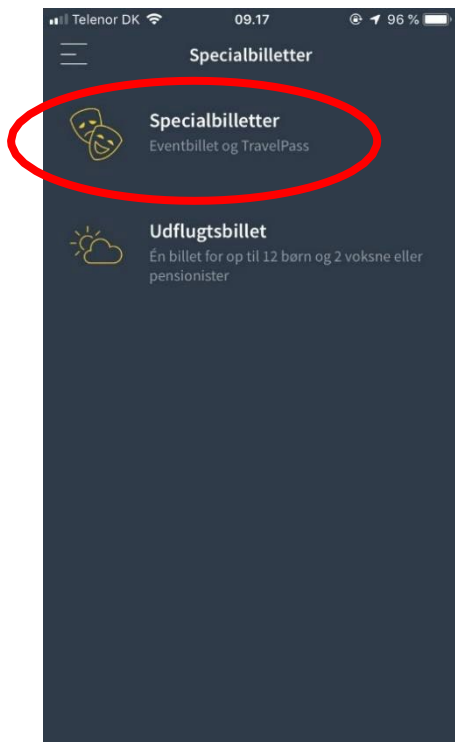 Telenor DK 09.17 96 %
Specialbilletter
Specialbilletter
Eventbillet og TravelPass
Udflugtsbillet
Én billet for op til 12 børn og 2 voksne eller
pensionister